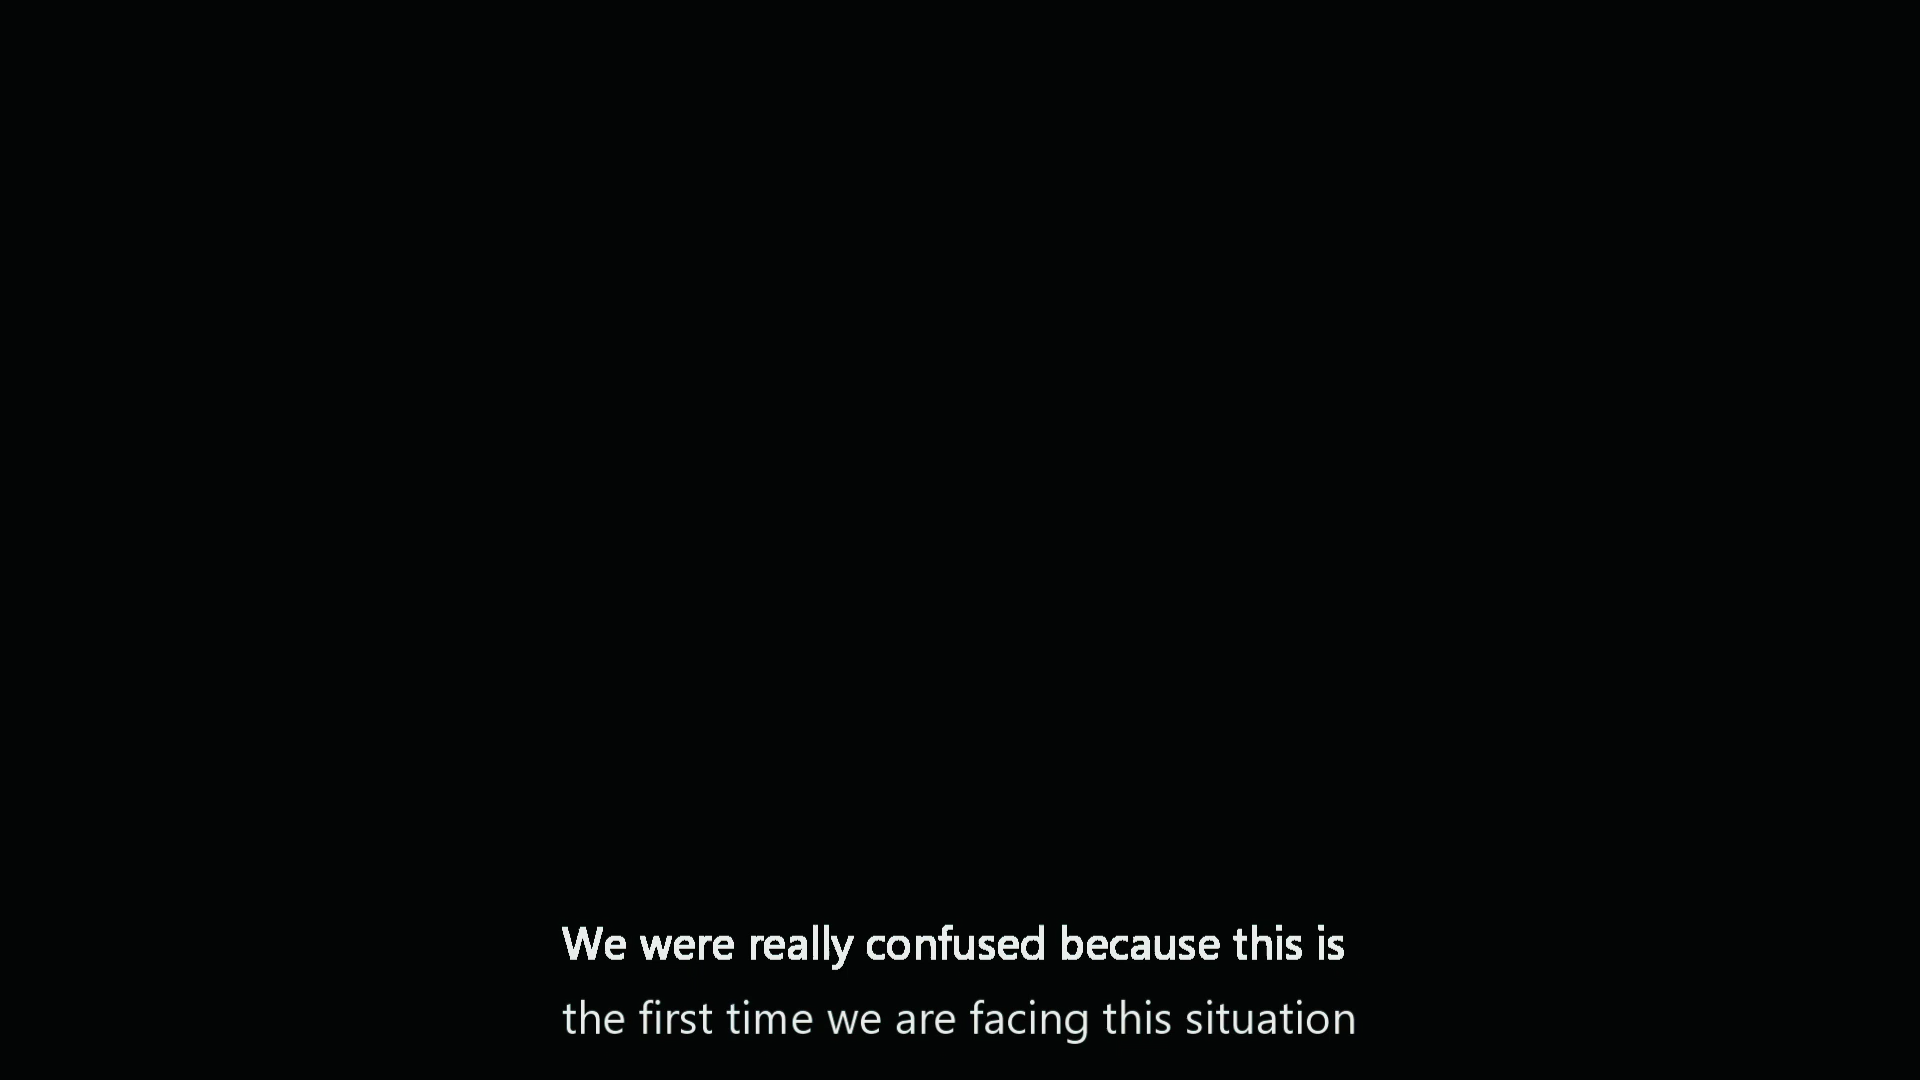 We were really confused because this is
the first time we are facing this situation